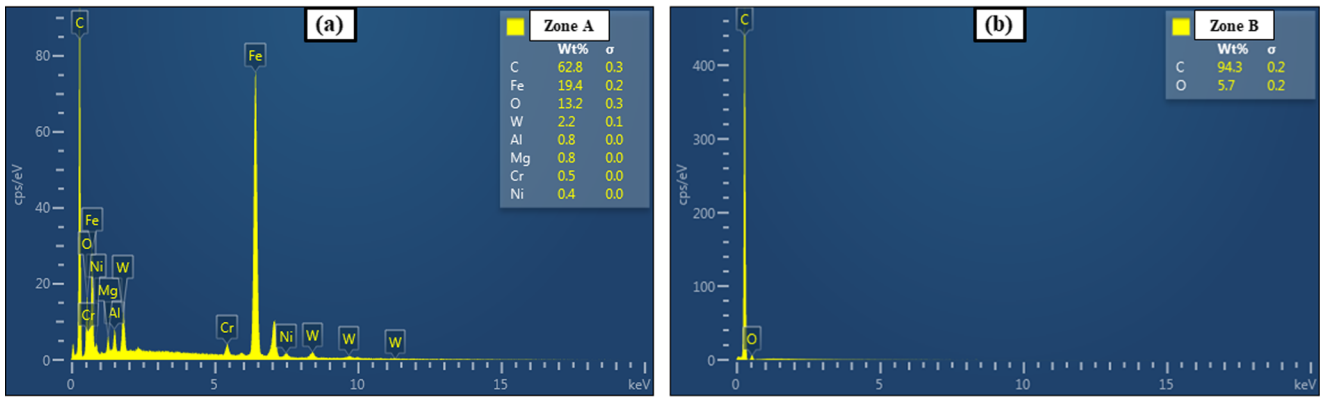 (a)
Zone A
Wt% σ
C 62.8 0.3
Fe 19.4 0.2
O 13.2 0.3
W 2.2 0.1
Al 0.8 0.0
Mg 0.8 0.0
Cr 0.5 0.0
Ni 0.4 0.0
C
Fe
Fe
O
Ni
W
Mg
Cr
Al
Cr
Ni
W
W
W
cps/eV
80
60
40
20
0
0 5 10 15 keV
(b)
Zone B
Wt% σ
C 94.3 0.2
O 5.7 0.2
C
O
cps/eV
400
300
200
100
0
0 5 10 15 keV